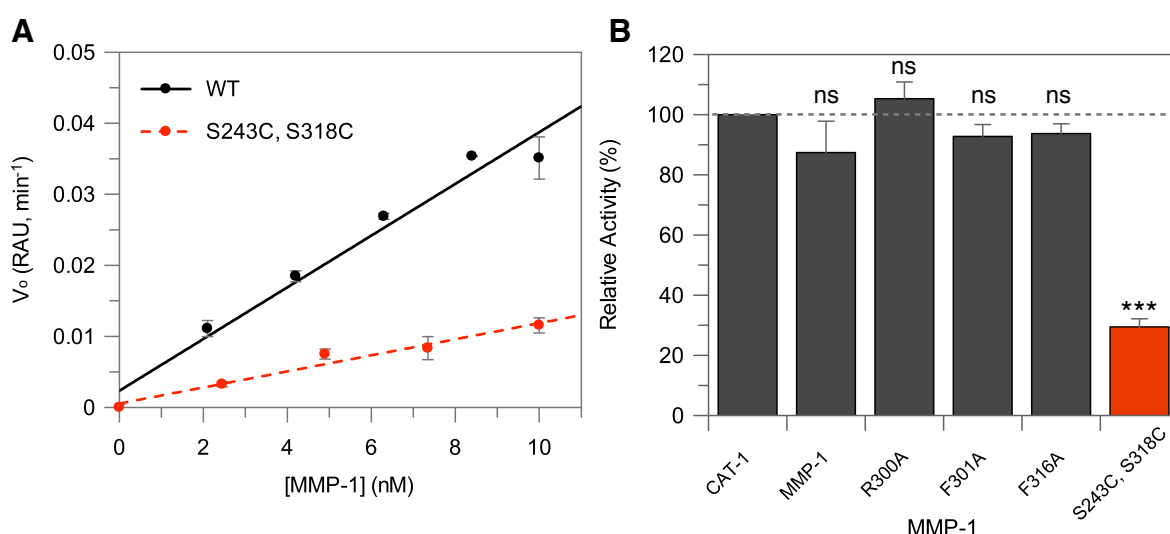 A
0.05
0.04
0.03
0.02
0.01
0
Vo (RAU, min-1)
WT
S243C, S318C
0 2 4 6 8 10
[MMP-1] (nM)
B
120
100
80
60
40
20
0
Relative Activity (%)
ns
ns
ns
ns
***
CAT-1
MMP-1
R300A
F301A
F316A
S243C, S318C
MMP-1